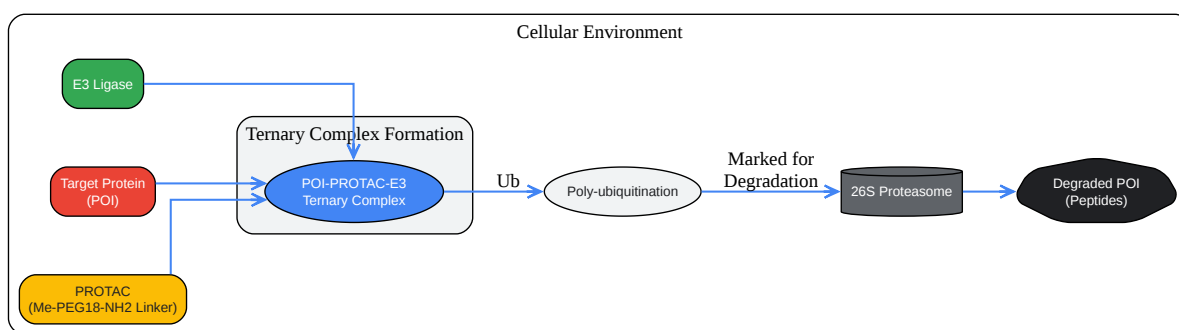 Cellular Environment
E3 Ligase
Ternary Complex Formation
Target Protein
(POI)
POI-PROTAC-E3
Ternary Complex
Ub
Poly-ubiquitination
Marked for
Degradation
26S Proteasome
Degraded POI
(Peptides)
PROTAC
(Me-PEG18-NH2 Linker)